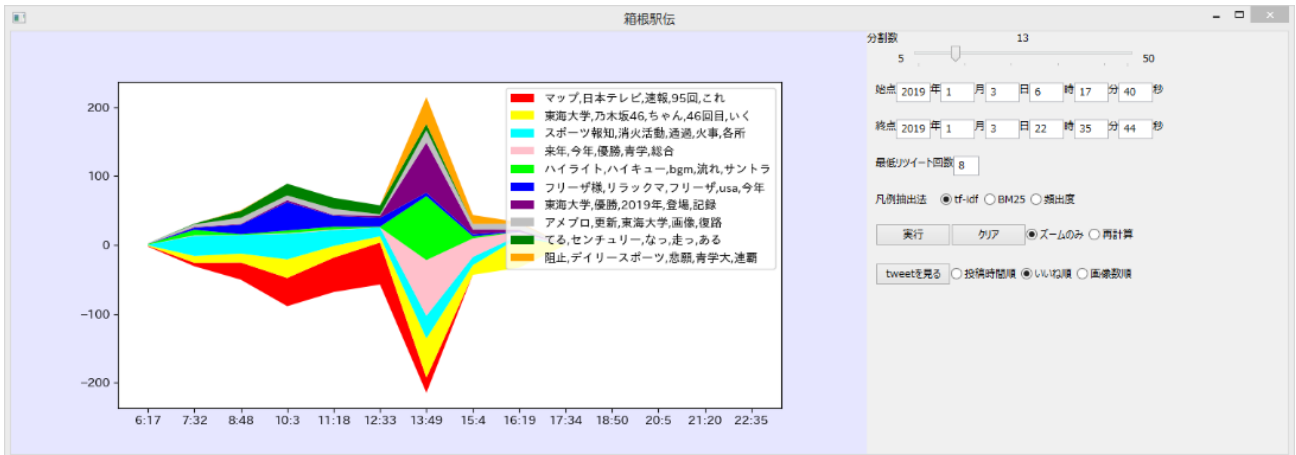 箱根駅伝
分割数 13
5 50
始点 2019 年 1 月 3 日 6 時 17 分 40 秒
終点 2019 年 1 月 3 日 22 時 35 分 44 秒
最低リツイート回数 8
凡例抽出法 tf-idf BM25 頻出度
実行 クリア ズームのみ 再計算
tweetを見る 投稿時間順 いいね順 画像数順
200
100
0
−100
−200
6:17 7:32 8:48 10:3 11:18 12:33 13:49 15:4 16:19 17:34 18:50 20:5 21:20 22:35
マップ,日本テレビ,速報,95回,これ
東海大学,乃木坂46,ちゃん,46回目,いく
スポーツ報知,消火活動,通過,火事,各所
来年,今年,優勝,青学,総合
ハイライト,ハイキュー,bgm,流れ,サントラ
フリーザ様,リラックマ,フリーザ,usa,今年
東海大学,優勝,2019年,登場,記録
アメブロ,更新,東海大学,画像,復路
てる,センチュリー,なっ,走っ,ある
阻止,デイリースポーツ,悲願,青学大,連覇